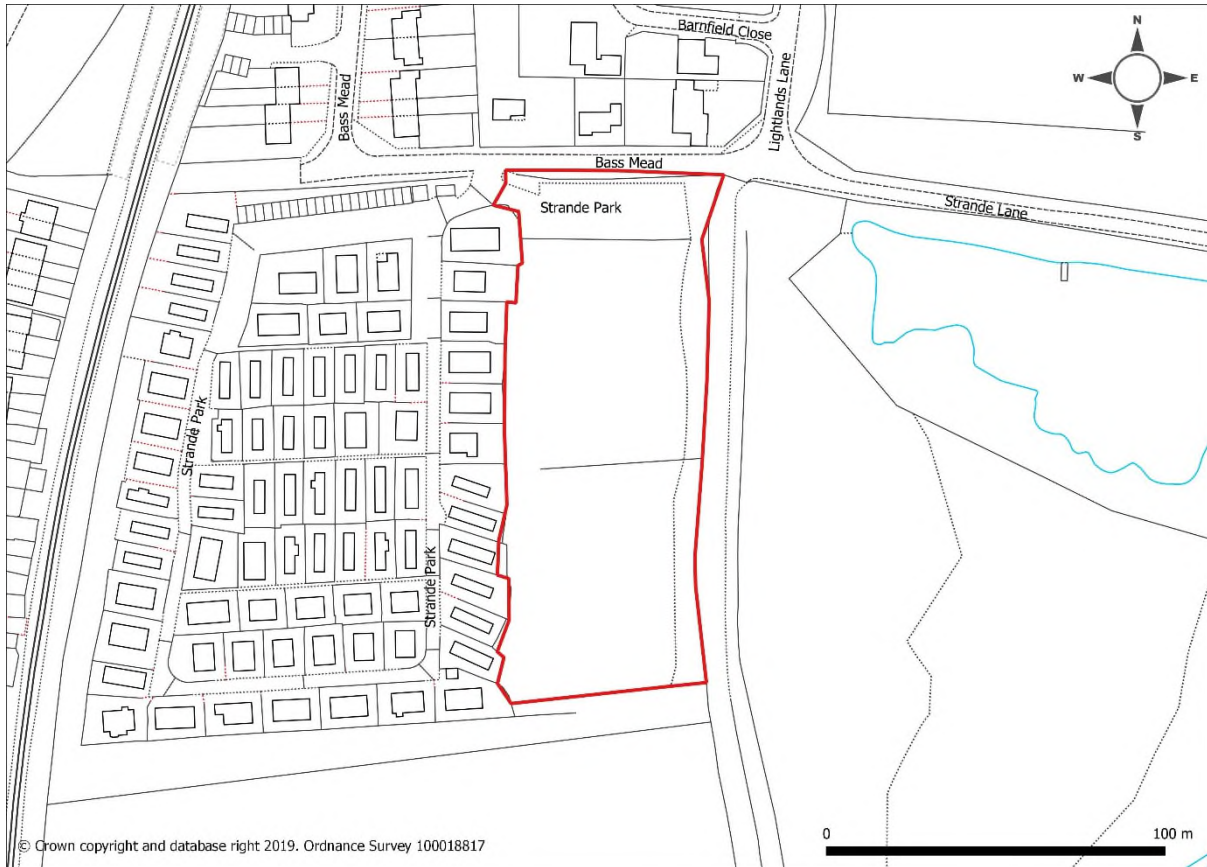 Barnfield Close
N
W E
S
Bass Mead
Lightlands Lane
Bass Mead
Strande Park
Strande Lane
Strande Park
Strande Park
0 100 m
© Crown copyright and database right 2019. Ordnance Survey 100018817